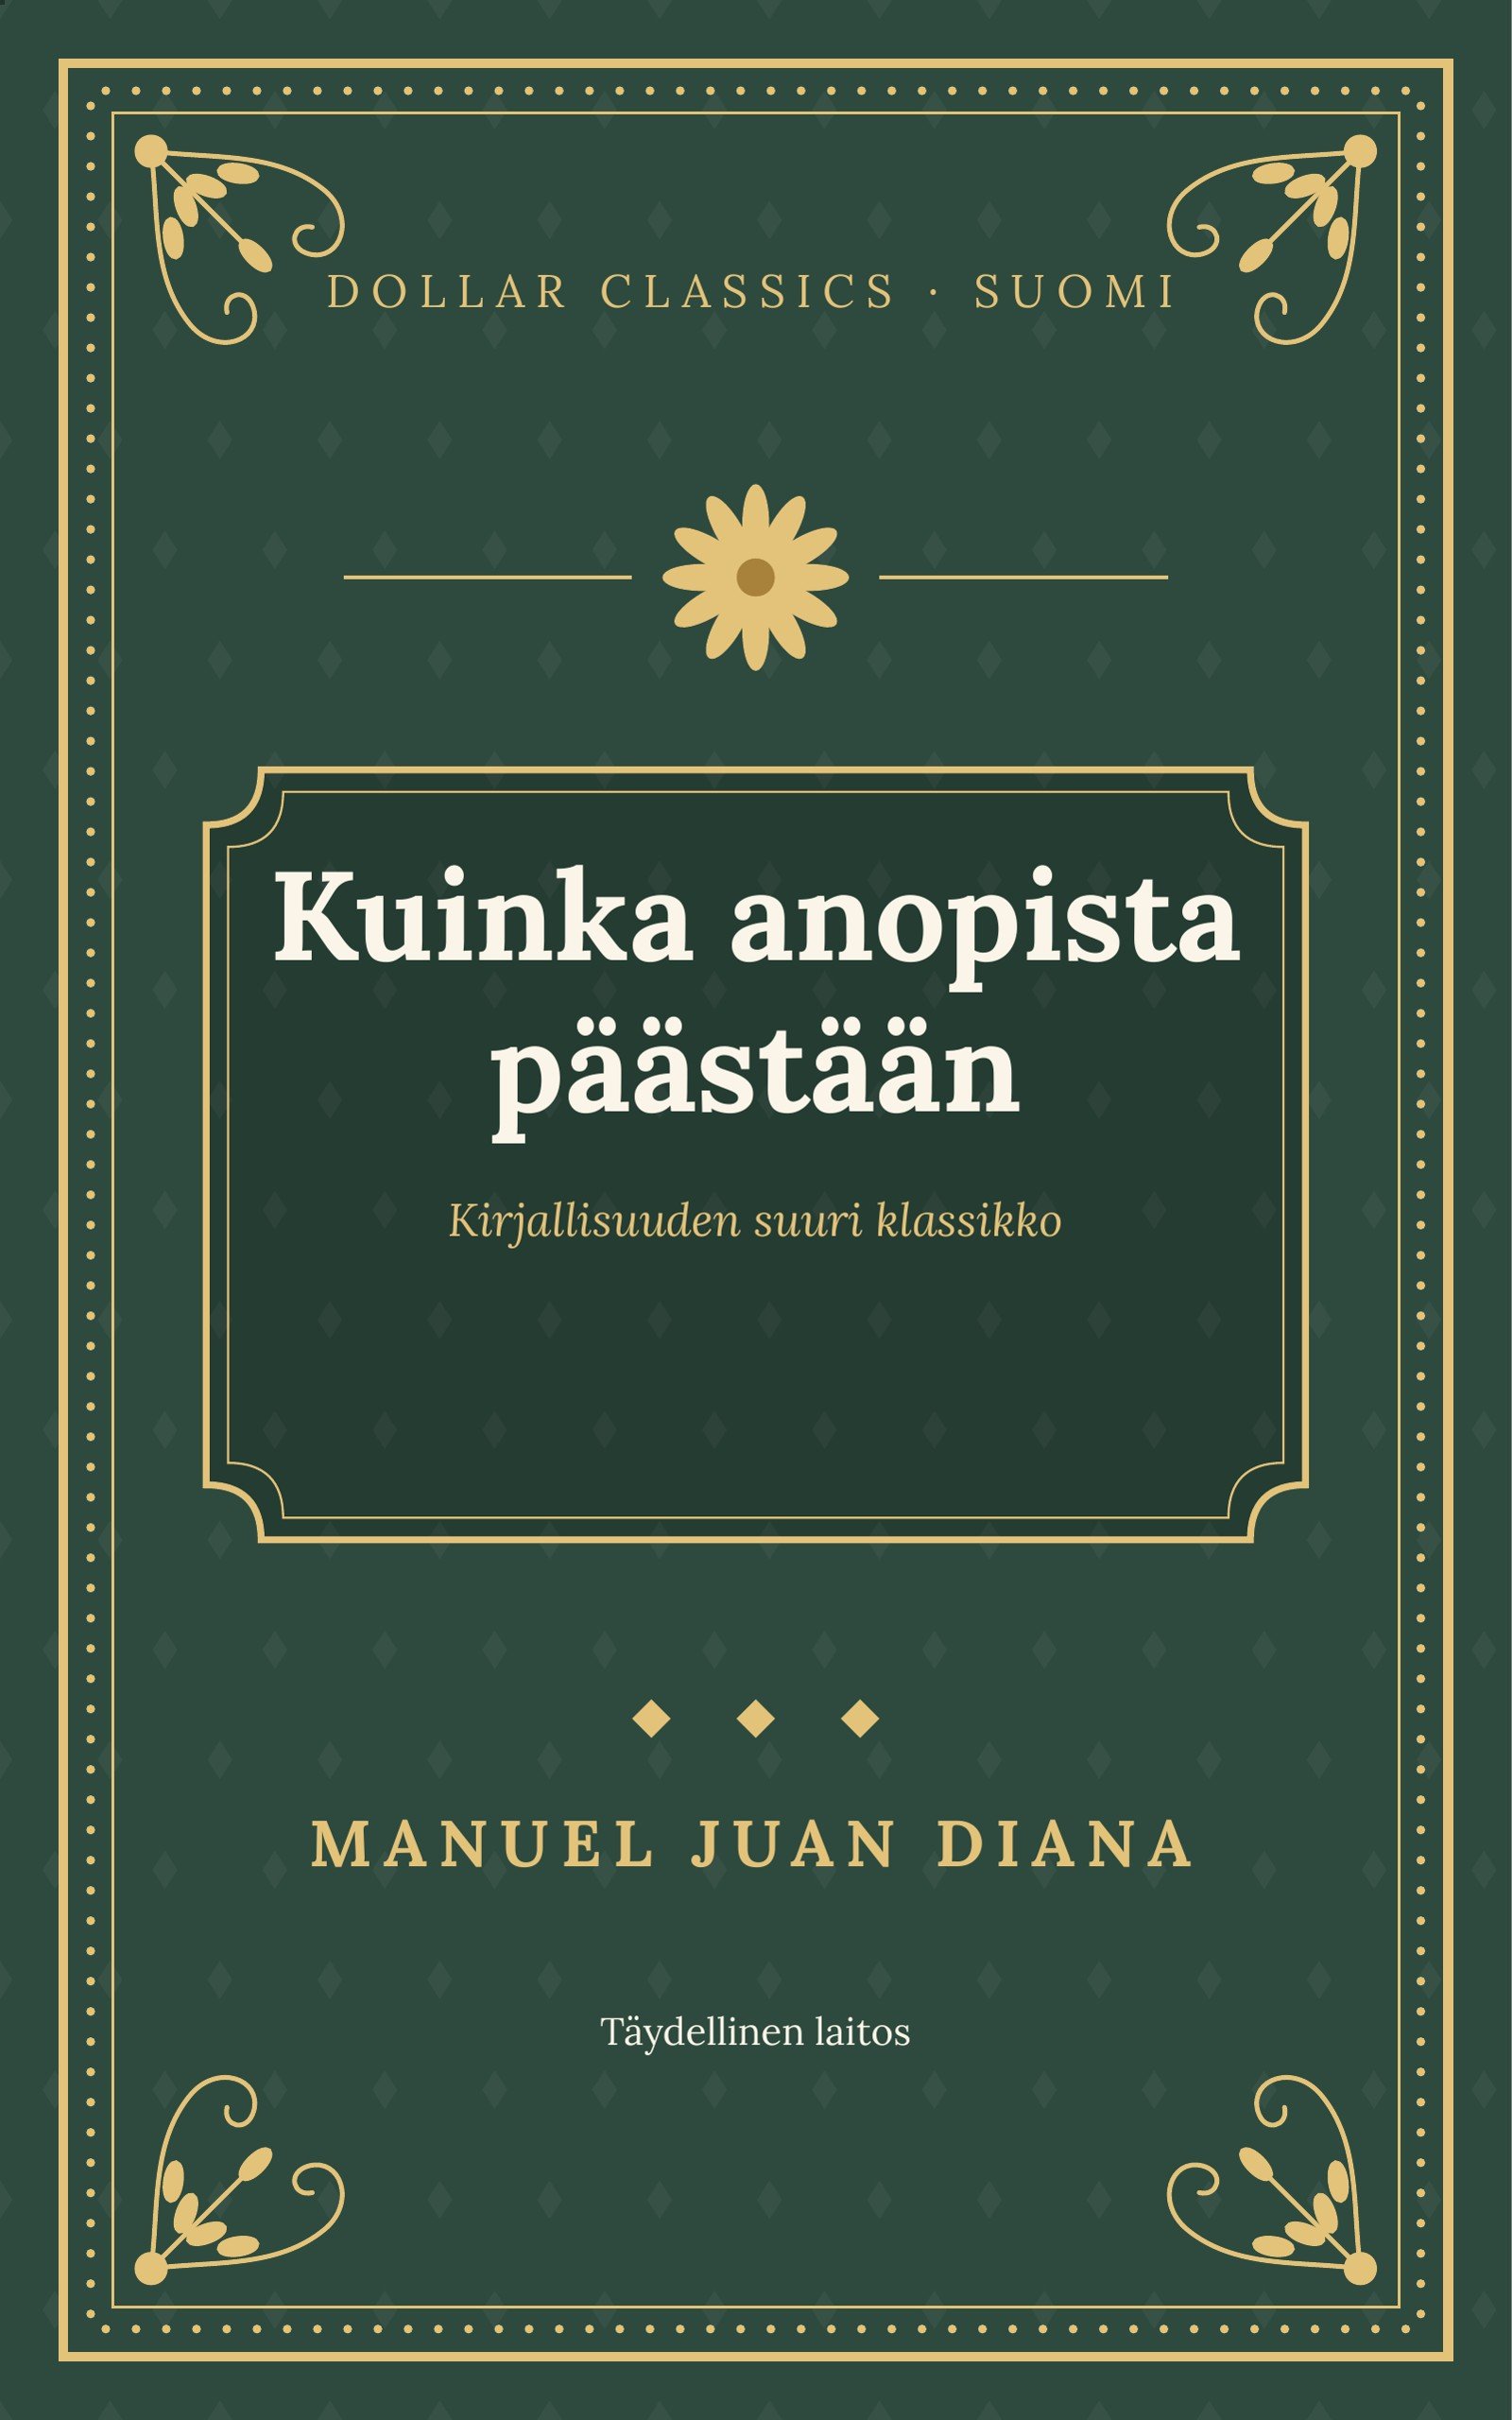 DOLLAR CLASSICS · SUOMI
Kuinka anopista
päästään
Kirjallisuuden suuri klassikko
MANUEL JUAN DIANA
Täydellinen laitos